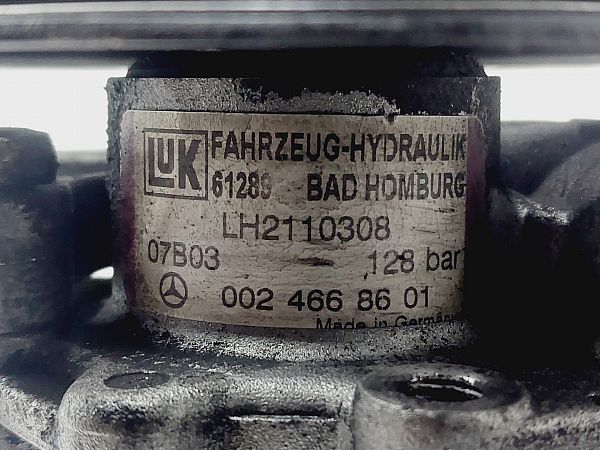 LUK FAHRZEUG-HYDRAULIK
61289 BAD HOMBURG
LH2110308
07B03 128 bar
002 466 86 01
Made in Germany